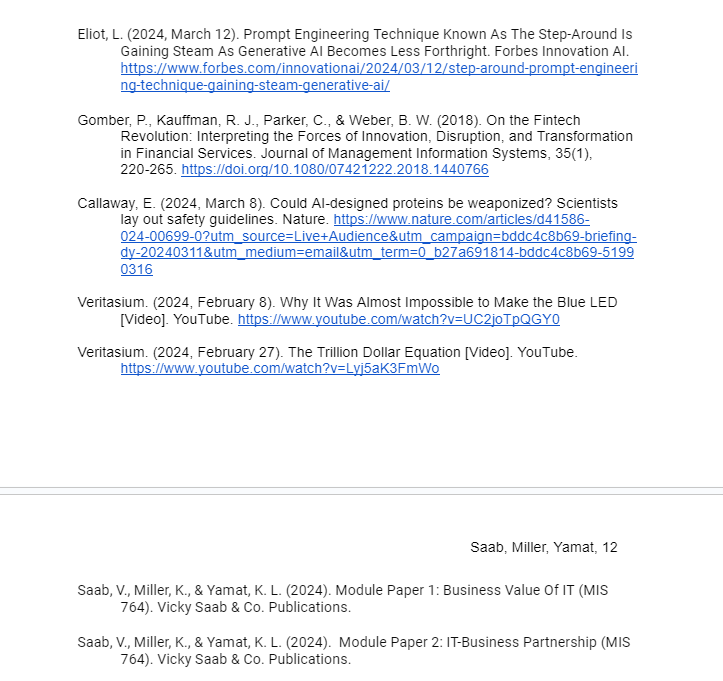 Eliot, L. (2024, March 12). Prompt Engineering Technique Known As The Step-Around Is
Gaining Steam As Generative AI Becomes Less Forthright. Forbes Innovation AI.
https://www.forbes.com/innovationai/2024/03/12/step-around-prompt-engineeri
ng-technique-gaining-steam-generative-ai/
Gomber, P., Kauffman, R. J., Parker, C., & Weber, B. W. (2018). On the Fintech
Revolution: Interpreting the Forces of Innovation, Disruption, and Transformation
in Financial Services. Journal of Management Information Systems, 35(1),
220-265. https://doi.org/10.1080/07421222.2018.1440766
Callaway, E. (2024, March 8). Could AI-designed proteins be weaponized? Scientists
lay out safety guidelines. Nature. https://www.nature.com/articles/d41586-
024-00699-0?utm_source=Live+Audience&utm_campaign=bddc4c8b69-briefing-
dy-20240311&utm_medium=email&utm_term=0_b27a691814-bddc4c8b69-5199
0316
Veritasium. (2024, February 8). Why It Was Almost Impossible to Make the Blue LED
[Video]. YouTube. https://www.youtube.com/watch?v=UC2joTpQGY0
Veritasium. (2024, February 27). The Trillion Dollar Equation [Video]. YouTube.
https://www.youtube.com/watch?v=Lyj5aK3FmWo
Saab, Miller, Yamat, 12
Saab, V., Miller, K., & Yamat, K. L. (2024). Module Paper 1: Business Value Of IT (MIS
764). Vicky Saab & Co. Publications.
Saab, V., Miller, K., & Yamat, K. L. (2024).  Module Paper 2: IT-Business Partnership (MIS
764). Vicky Saab & Co. Publications.